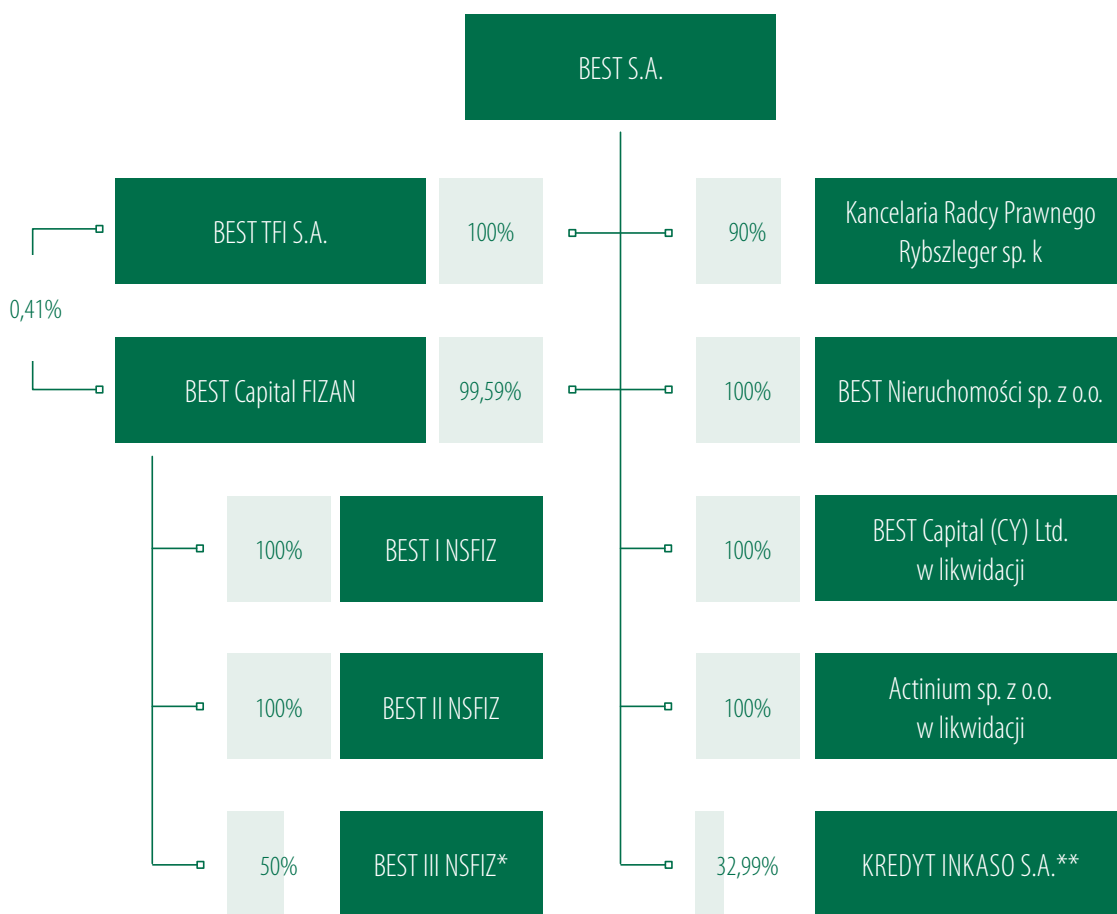 BEST S.A.
BEST TFI S.A.
100%
90%
Kancelaria Radcy Prawnego
Rybszleger sp. k
0,41%
BEST Capital FIZAN
99,59%
100%
BEST Nieruchomości sp. z o.o.
100%
BEST I NSFIZ
100%
BEST Capital (CY) Ltd.
w likwidacji
100%
BEST II NSFIZ
100%
Actinium sp. z o.o.
w likwidacji
50%
BEST III NSFIZ*
32,99%
KREDYT INKASO S.A.**